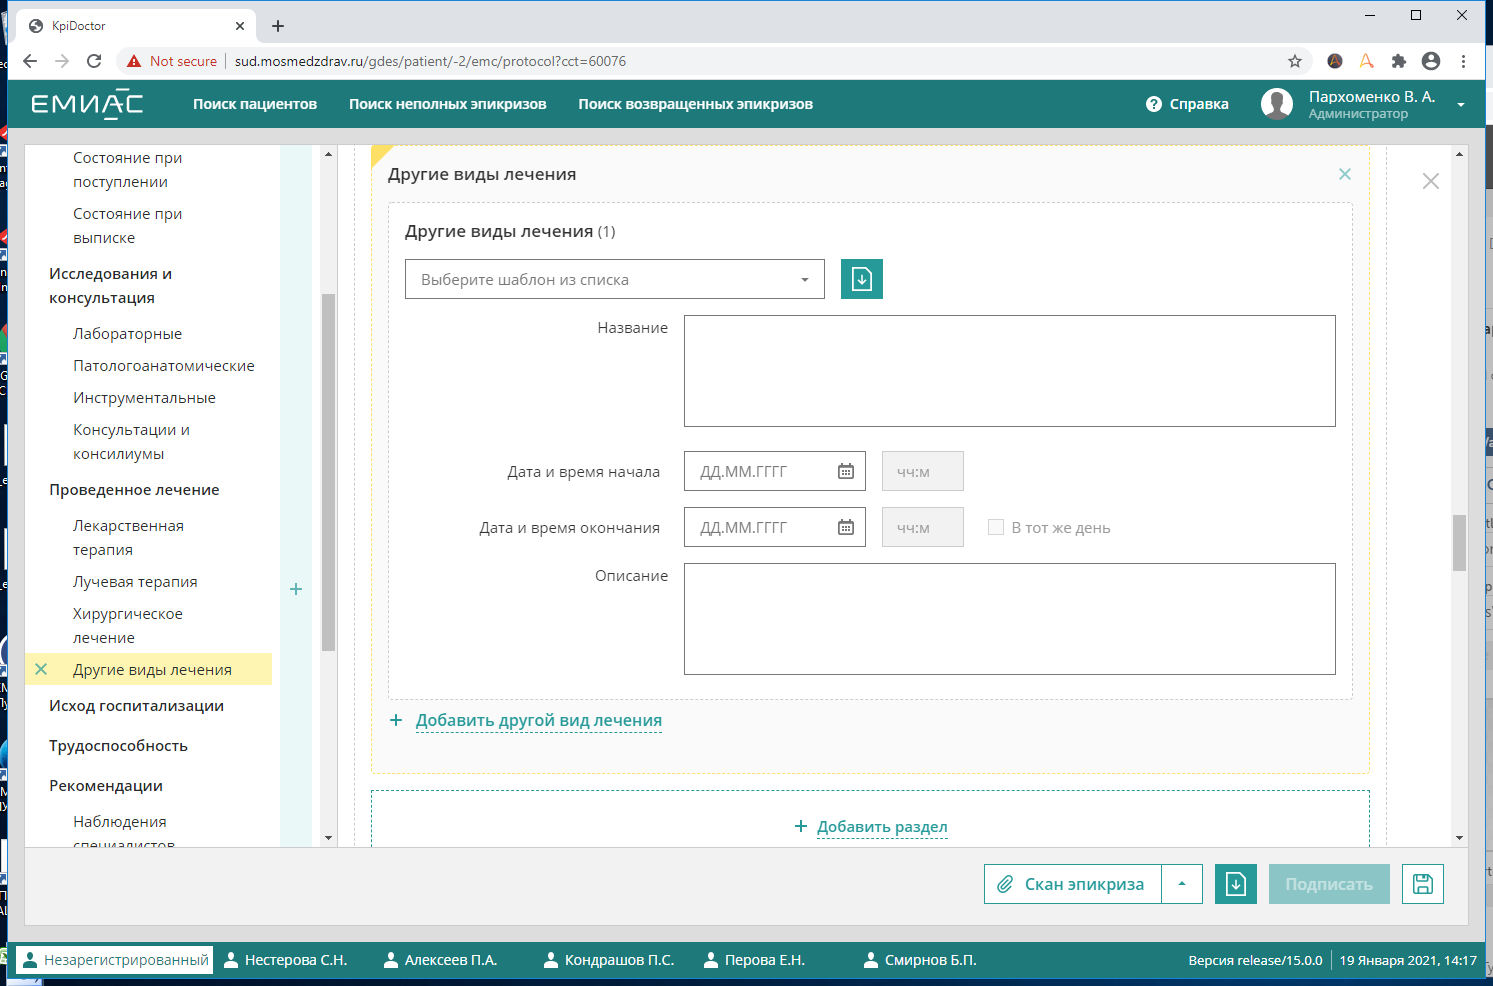 KpiDoctor
Not secure
sud.mosmedzdrav.ru/gdes/patient/-2/emc/protocol?cct=60076
ЕМИАС
Поиск пациентов
Поиск неполных эпикризов
Поиск возвращенных эпикризов
Справка
Пархоменко В. А.
Администратор
Состояние при
поступлении
Состояние при
выписке
Исследования и
консультация
Лабораторные
Патологоанатомические
Инструментальные
Консультации и
консилиумы
Проведенное лечение
Лекарственная
терапия
Лучевая терапия
Хирургическое
лечение
Другие виды лечения
Исход госпитализации
Трудоспособность
Рекомендации
Наблюдения
специалистов
Другие виды лечения
Другие виды лечения (1)
Выберите шаблон из списка
Название
Дата и время начала
ДД.ММ.ГГГГ
чч:м
Дата и время окончания
ДД.ММ.ГГГГ
чч:м
В тот же день
Описание
Добавить другой вид лечения
Добавить раздел
Скан эпикриза
Подписать
Незарегистрированный
Нестерова С.Н.
Алексеев П.А.
Кондрашов П.С.
Перова Е.Н.
Смирнов Б.П.
Версия release/15.0.0
19 Января 2021, 14:17